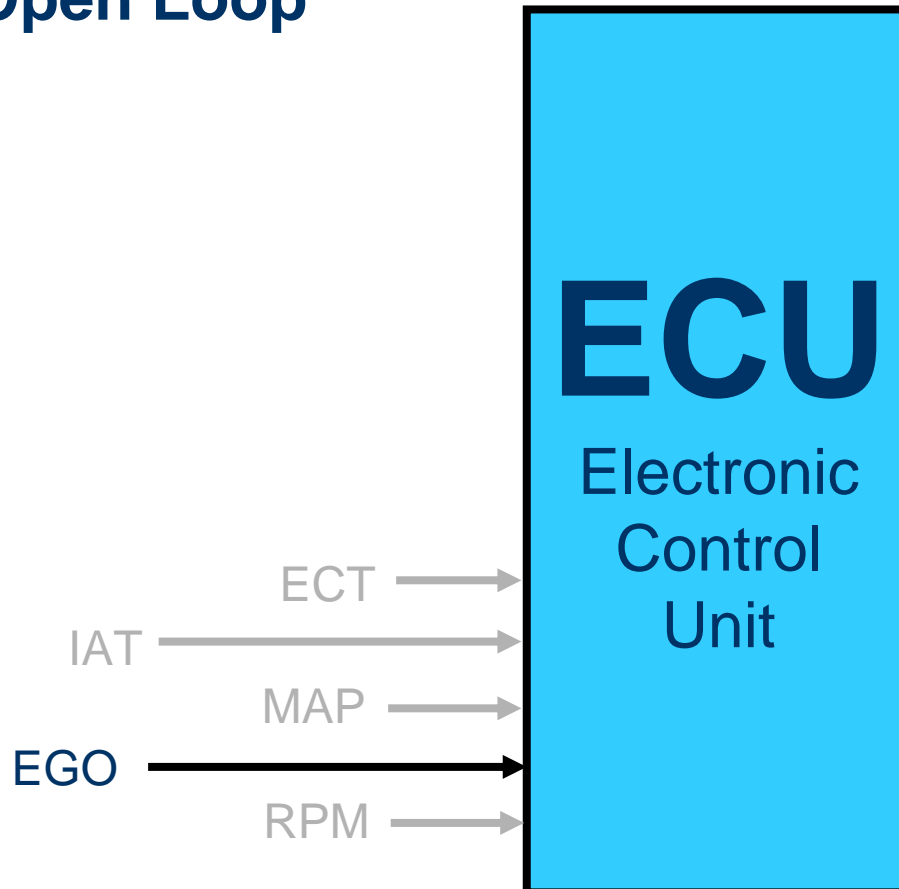 Open Loop
ECU
Electronic
Control
Unit
ECT
IAT
MAP
EGO
RPM